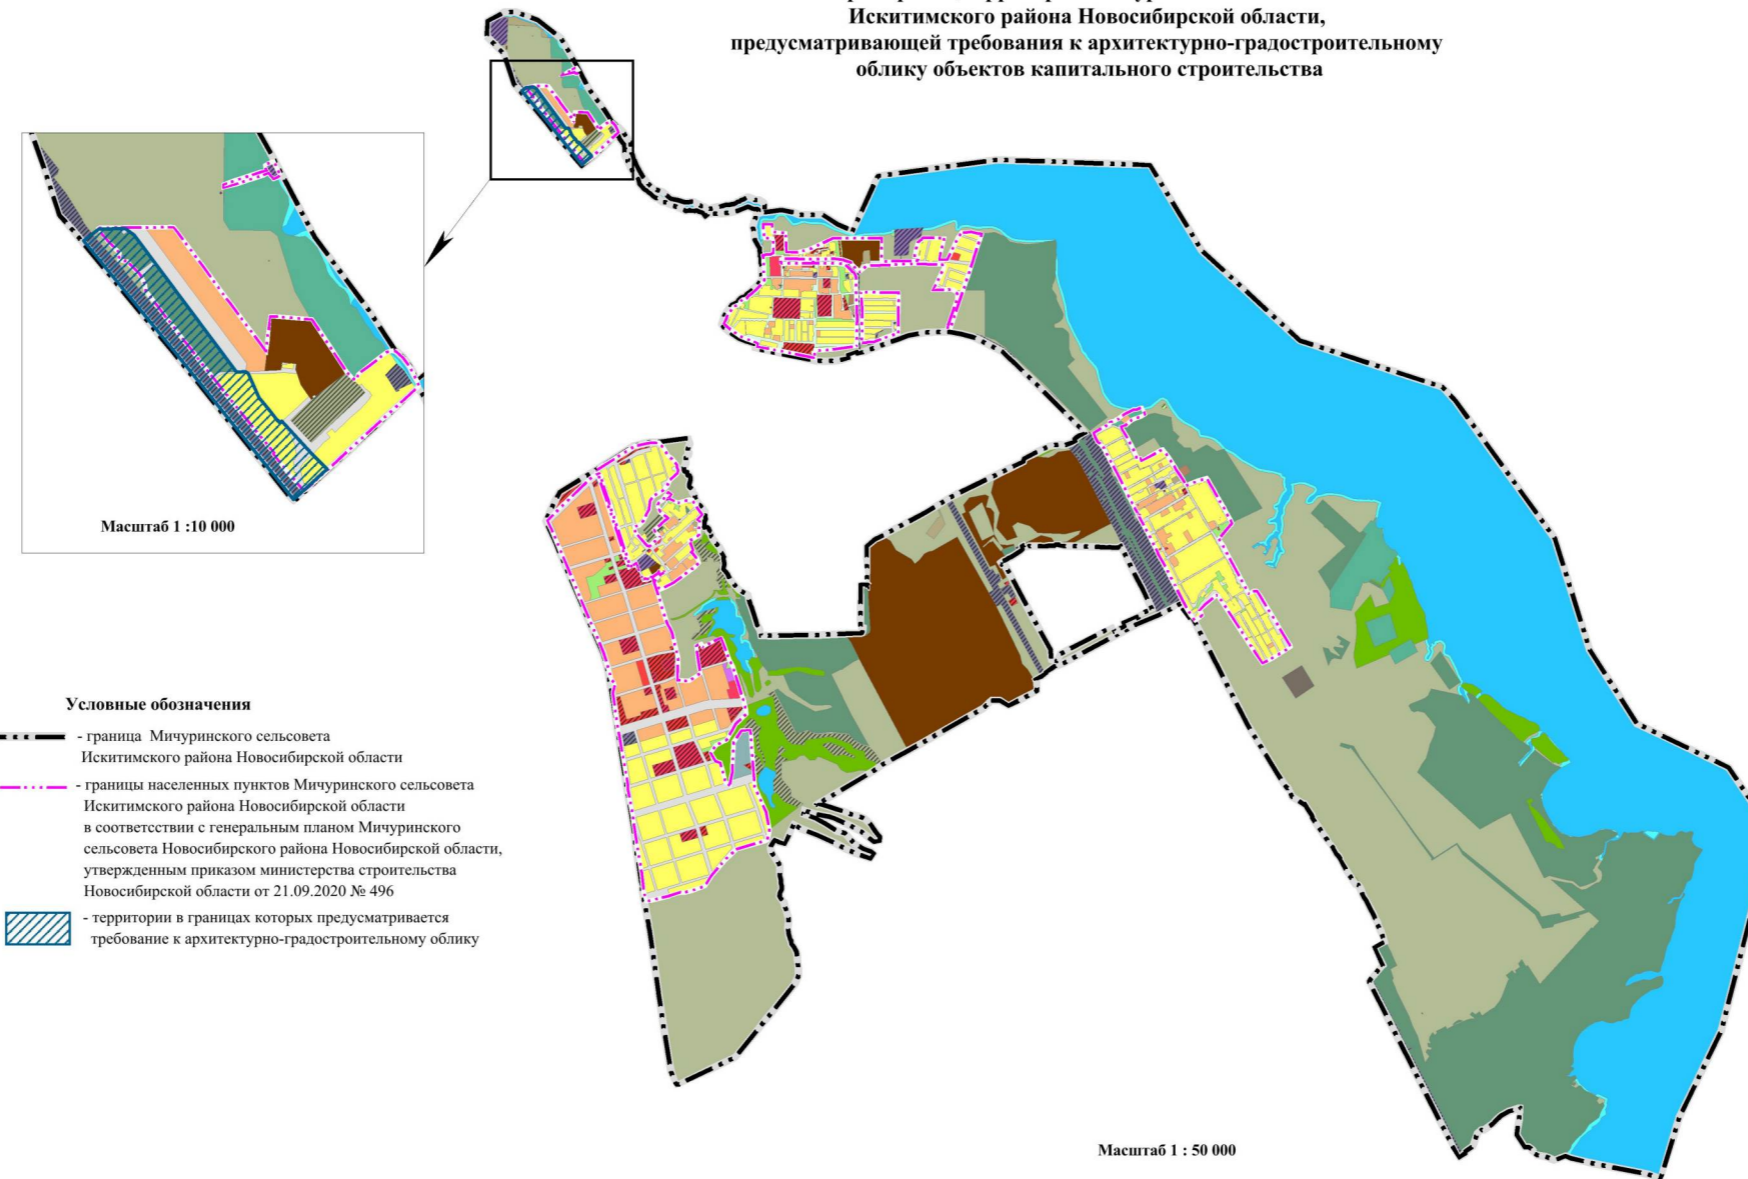 Искитимского района Новосибирской области,
предусматривающей требования к архитектурно-градостроительному
облику объектов капитального строительства
Масштаб 1 :10 000
Условные обозначения
- граница Мичуринского сельсовета
Искитимского района Новосибирской области
- границы населенных пунктов Мичуринского сельсовета
Искитимского района Новосибирской области
в соответсствии с генеральным планом Мичуринского
сельсовета Новосибирского района Новосибирской области,
утвержденным приказом министерства строительства
Новосибирской области от 21.09.2020 № 496
- территории в границах которых предусматривается
требование к архитектурно-градостроительному облику
Масштаб 1 : 50 000